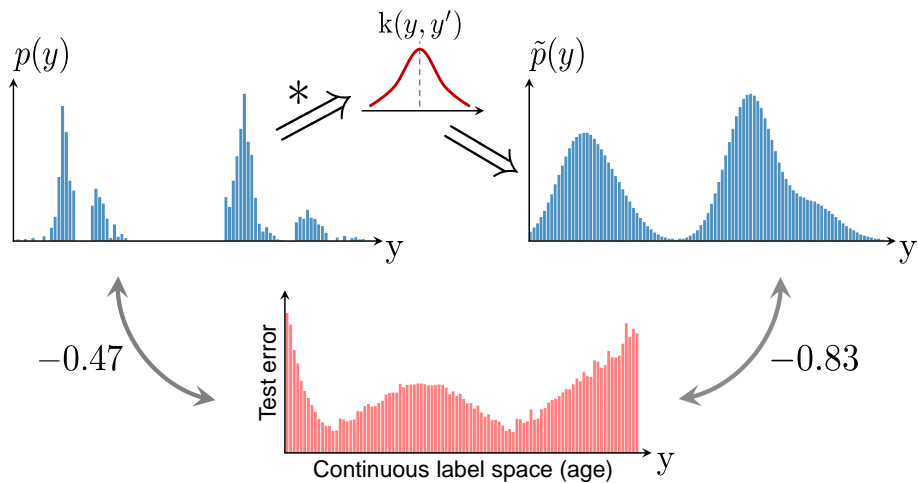 k(y, y′)
p(y)
*
p̃(y)
y
y
−0.47
−0.83
Test error
y
Continuous label space (age)